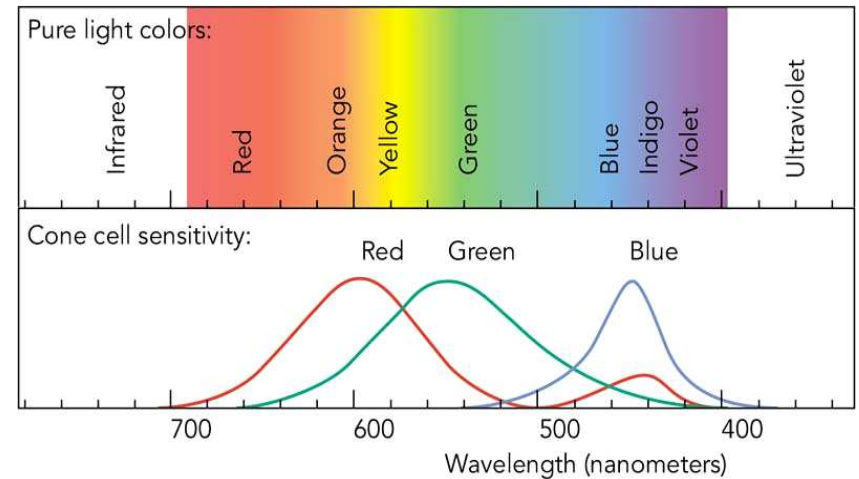 Pure light colors:
Infrared
Red
Orange
Yellow
Green
Blue
Indigo
Violet
Ultraviolet
Cone cell sensitivity:
Red Green Blue
700 600 500 400
Wavelength (nanometers)